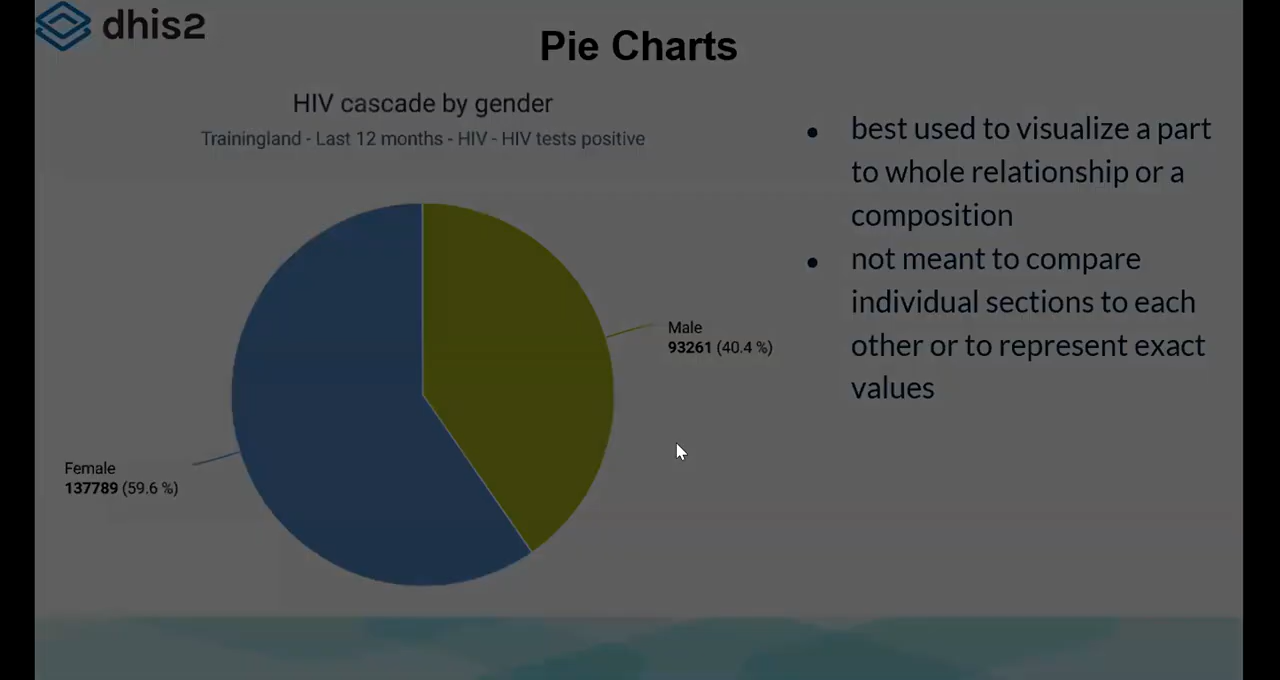 dhis2
Pie Charts
HIV cascade by gender
Trainingland - Last 12 months - HIV - HIV tests positive
Male
93261 (40.4 %)
Female
137789 (59.6 %)
• best used to visualize a part
to whole relationship or a
composition
• not meant to compare
individual sections to each
other or to represent exact
values